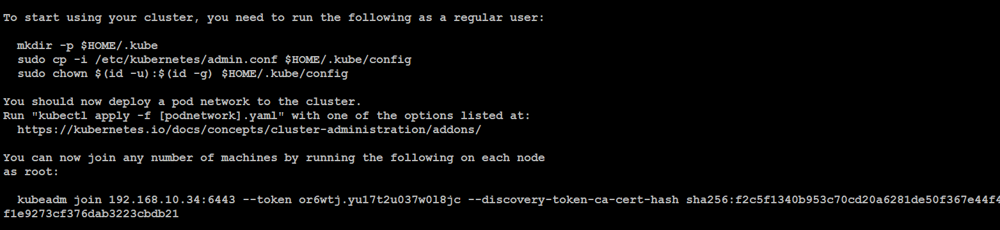 To start using your cluster, you need to run the following as a regular user:
mkdir -p $HOME/.kube
sudo cp -i /etc/kubernetes/admin.conf $HOME/.kube/config
sudo chown $(id -u):$(id -g) $HOME/.kube/config
You should now deploy a pod network to the cluster.
Run "kubectl apply -f [podnetwork].yaml" with one of the options listed at:
https://kubernetes.io/docs/concepts/cluster-administration/addons/
You can now join any number of machines by running the following on each node
as root:
kubeadm join 192.168.10.34:6443 --token or6wtj.yu17t2u037w0l8jc --discovery-token-ca-cert-hash sha256:f2c5f1340b953c70cd20a6281de50f367e44f4
f1e9273cf376dab3223cbdb21